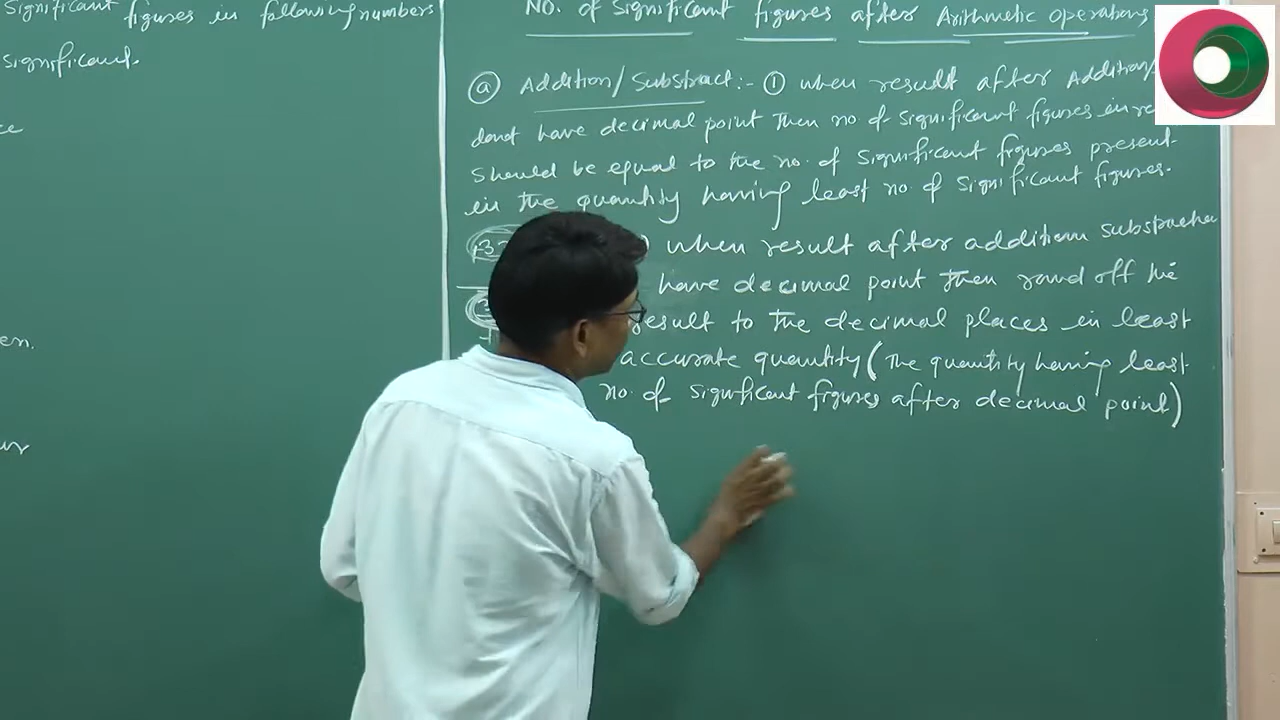 Significant figures in following numbers
significant.
en.
No. of Significant figures after Arithmetic operations
(a) Addition/Substract:- (1) when result after Addition/
dont have decimal point then no. of significant figures in re
should be equal to the no. of significant figures present
in the quantity having least no. of significant figures.
when result after addition substraction
have decimal point then round off the
result to the decimal places in least
accurate quantity (the quantity having least
no. of significant figures after decimal point)